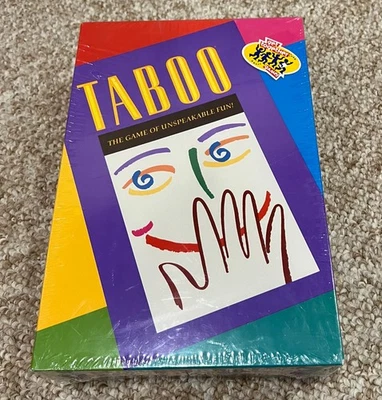 TABOO
THE GAME OF UNSPEAKABLE FUN!